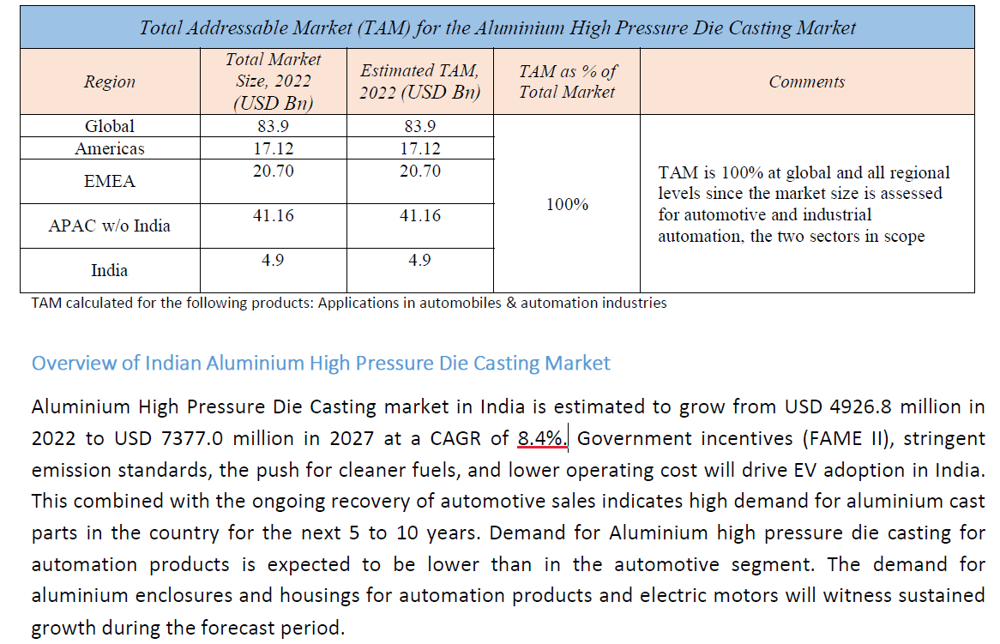 Total Addressable Market (TAM) for the Aluminium High Pressure Die Casting Market
Region
Total Market
Size, 2022
(USD Bn)
Estimated TAM,
2022 (USD Bn)
TAM as % of
Total Market
Comments
Global 83.9 83.9
Americas 17.12 17.12
EMEA 20.70 20.70
APAC w/o India 41.16 41.16
India 4.9 4.9
100%
TAM is 100% at global and all regional
levels since the market size is assessed
for automotive and industrial
automation, the two sectors in scope
TAM calculated for the following products: Applications in automobiles & automation industries
Overview of Indian Aluminium High Pressure Die Casting Market
Aluminium High Pressure Die Casting market in India is estimated to grow from USD 4926.8 million in
2022 to USD 7377.0 million in 2027 at a CAGR of 8.4%. Government incentives (FAME II), stringent
emission standards, the push for cleaner fuels, and lower operating cost will drive EV adoption in India.
This combined with the ongoing recovery of automotive sales indicates high demand for aluminium cast
parts in the country for the next 5 to 10 years. Demand for Aluminium high pressure die casting for
automation products is expected to be lower than in the automotive segment. The demand for
aluminium enclosures and housings for automation products and electric motors will witness sustained
growth during the forecast period.